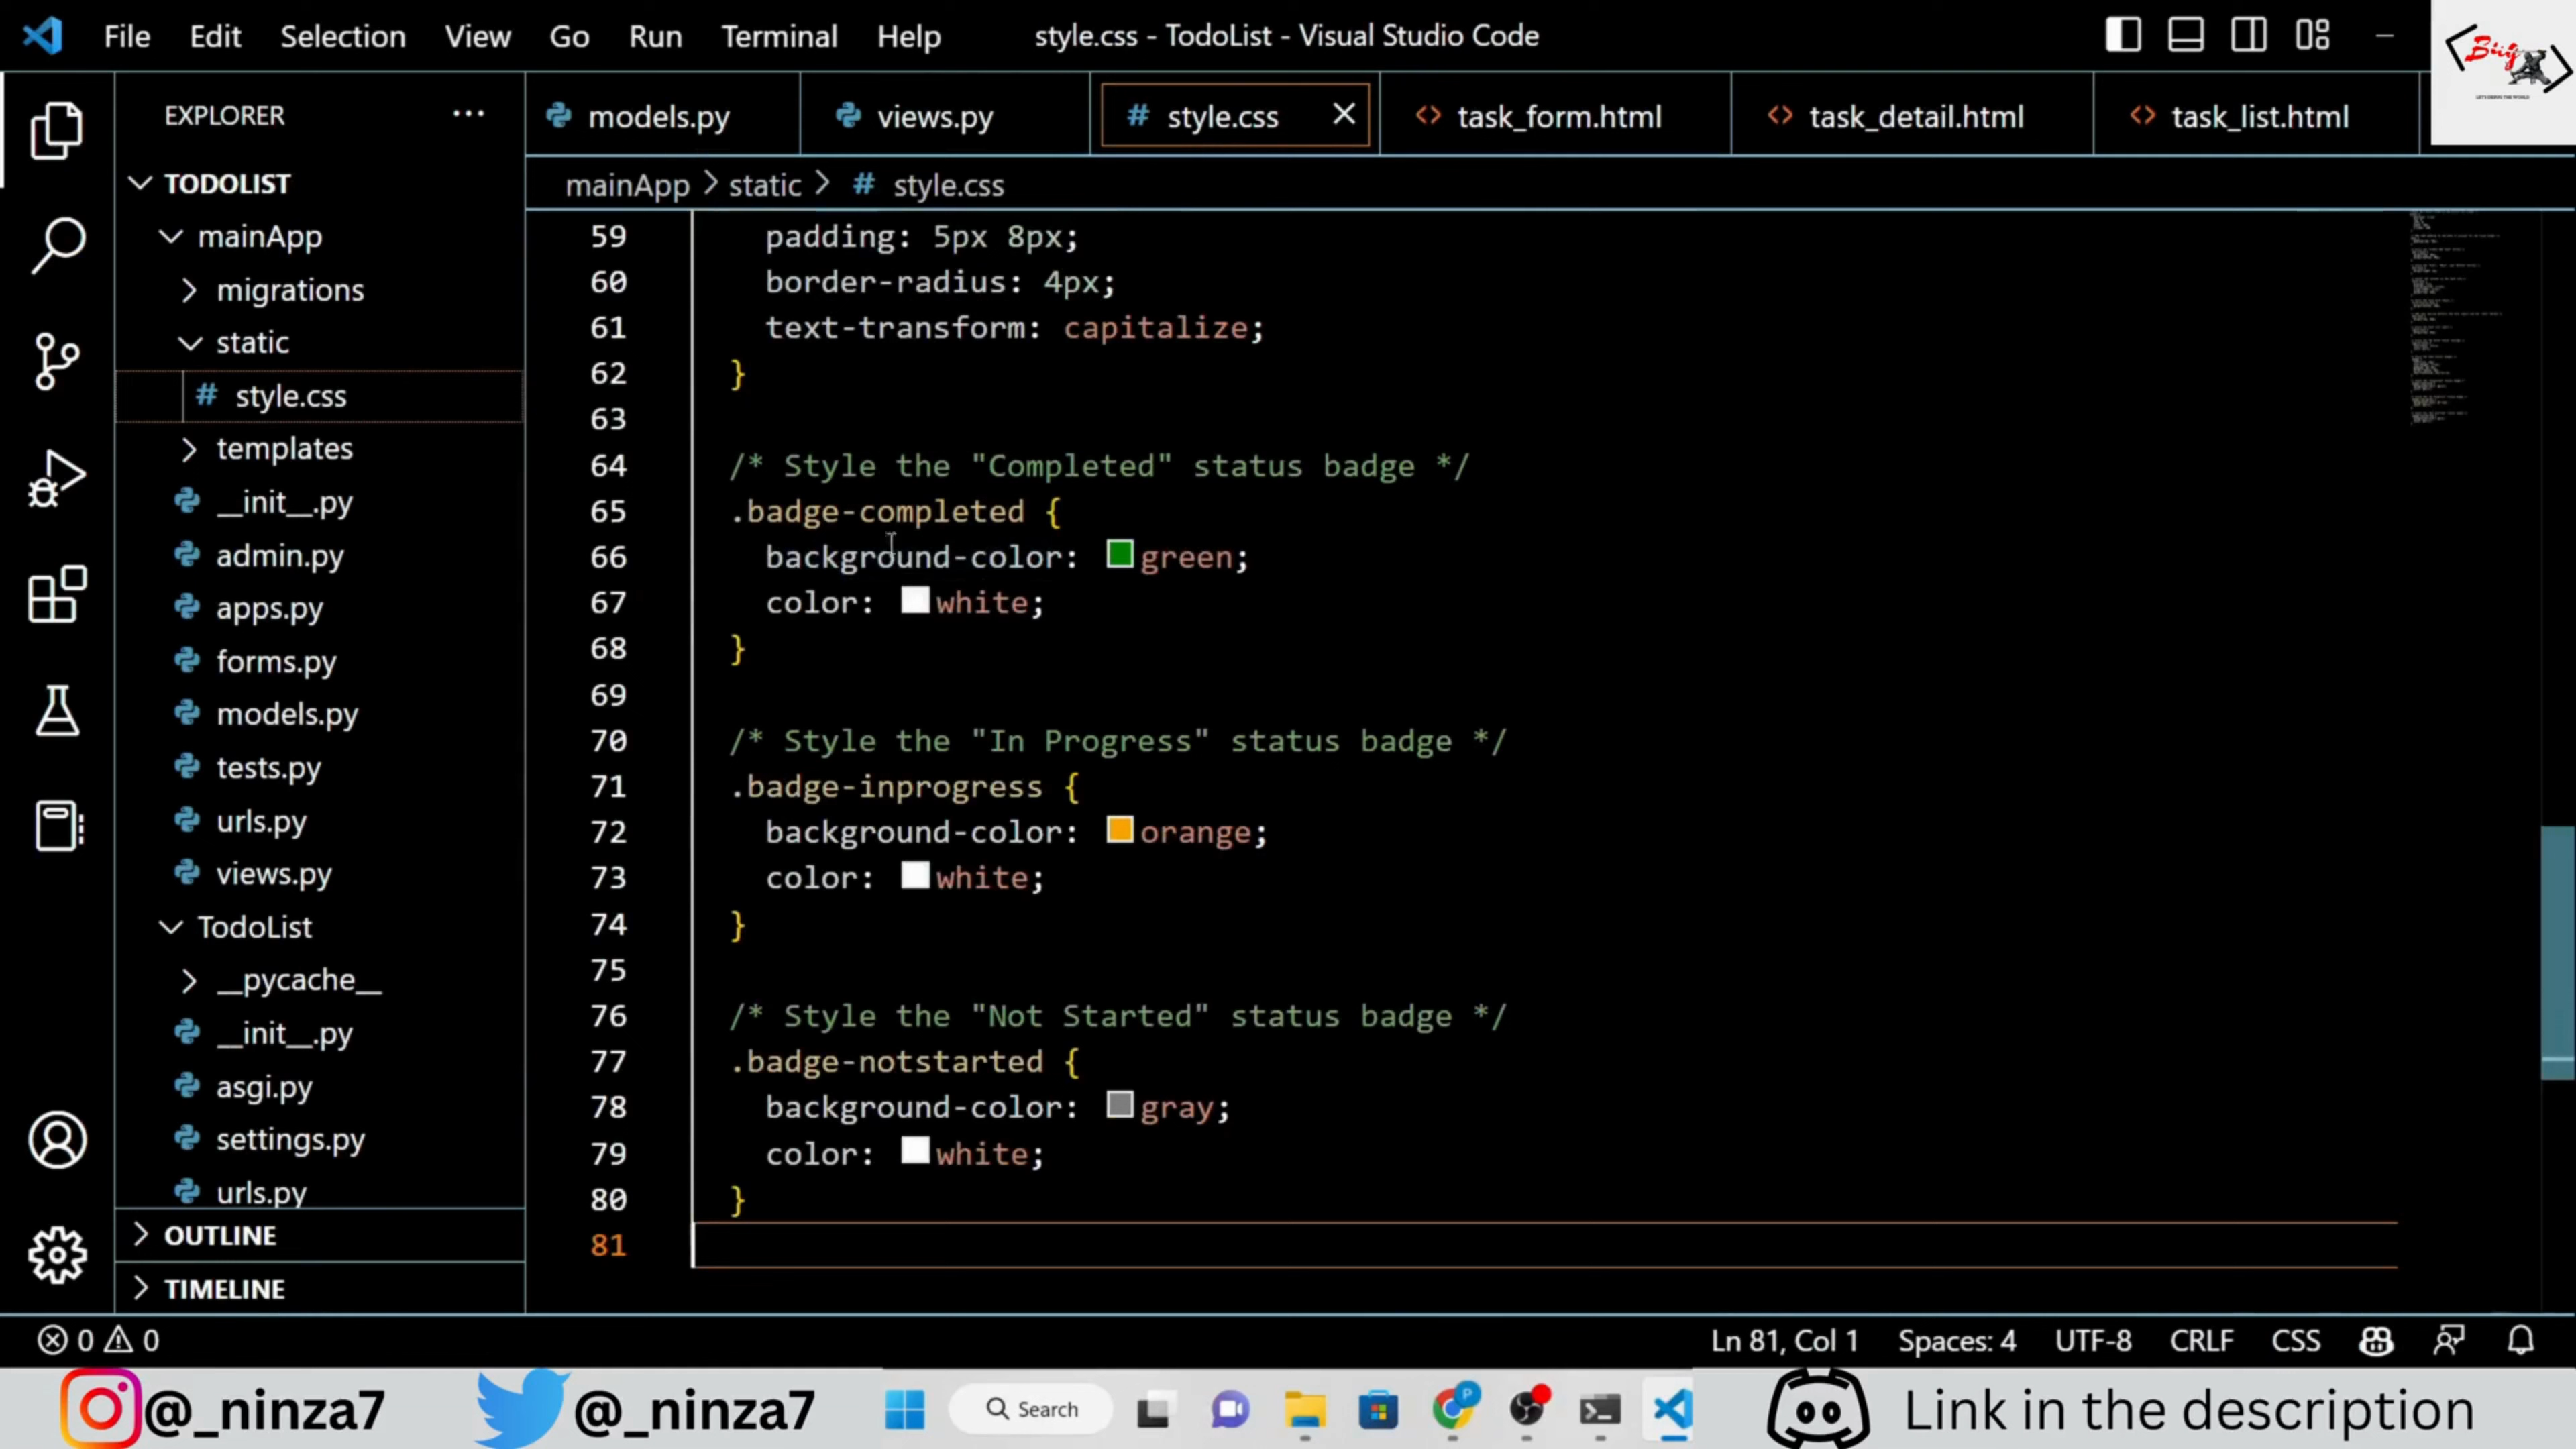 File Edit Selection View Go Run Terminal Help
style.css - TodoList - Visual Studio Code
Bug
EXPLORER
TODOLIST
mainApp
migrations
static
# style.css
templates
__init__.py
admin.py
apps.py
forms.py
models.py
tests.py
urls.py
views.py
TodoList
__pycache__
__init__.py
asgi.py
settings.py
urls.py
OUTLINE
TIMELINE
models.py views.py # style.css task_form.html task_detail.html task_list.html
mainApp > static > # style.css
59 padding: 5px 8px;
60 border-radius: 4px;
61 text-transform: capitalize;
62 }
63
64 /* Style the "Completed" status badge */
65 .badge-completed {
66 background-color: green;
67 color: white;
68 }
69
70 /* Style the "In Progress" status badge */
71 .badge-inprogress {
72 background-color: orange;
73 color: white;
74 }
75
76 /* Style the "Not Started" status badge */
77 .badge-notstarted {
78 background-color: gray;
79 color: white;
80 }
81
0 0
Ln 81, Col 1 Spaces: 4 UTF-8 CRLF CSS
@_ninza7 @_ninza7 Search P Link in the description